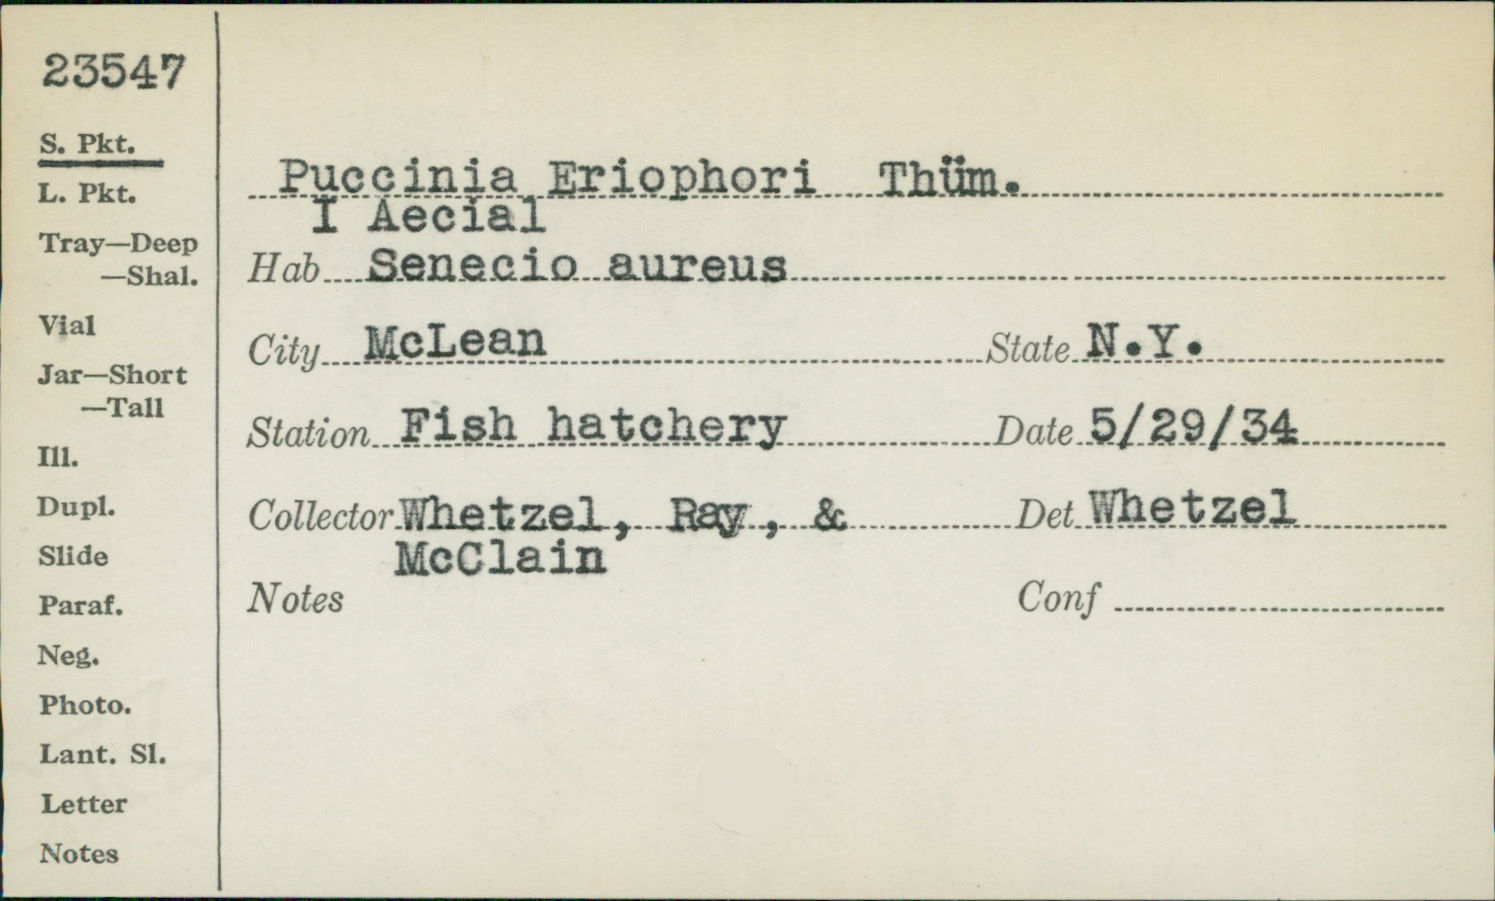 23547
S. Pkt.
L. Pkt.
Tray—Deep
—Shal.
Vial
Jar—Short
—Tall
Ill.
Dupl.
Slide
Paraf.
Neg.
Photo.
Lant. Sl.
Letter
Notes
Puccinia Eriophori Thüm.
I Aecial
Hab Senecio aureus
City McLean State N.Y.
Station Fish hatchery Date 5/29/34
Collector Whetzel, Ray, & Det Whetzel
McClain
Notes Conf